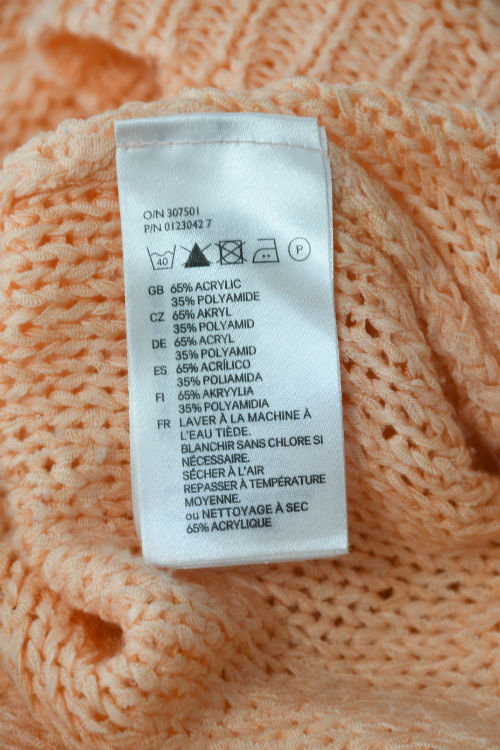 O/N 307501
P/N 0123042 7
40 P
GB 65% ACRYLIC
35% POLYAMIDE
CZ 65% AKRYL
35% POLYAMID
DE 65% ACRYL
35% POLYAMID
ES 65% ACRÍLICO
35% POLIAMIDA
FI 65% AKRYYLIA
35% POLYAMIDIA
FR LAVER À LA MACHINE À
L'EAU TIÈDE.
BLANCHIR SANS CHLORE SI
NÉCESSAIRE.
SÉCHER À L'AIR
REPASSER À TEMPÉRATURE
MOYENNE.
ou NETTOYAGE À SEC
65% ACRYLIQUE